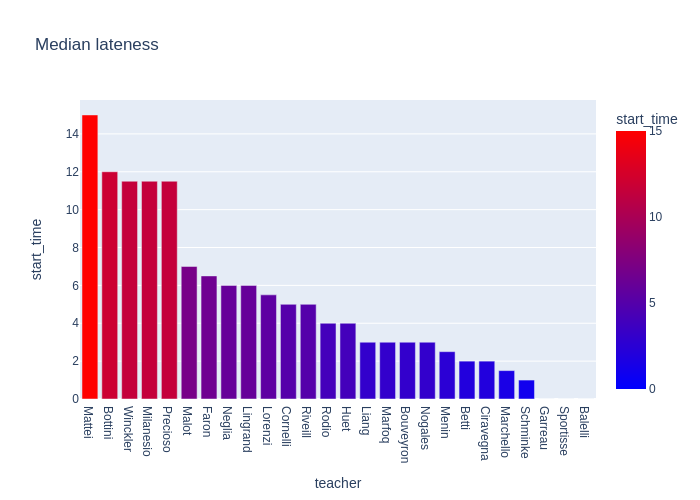 Median lateness
start_time
15
10
5
0
start_time
14
12
10
8
6
4
2
0
Mattei
Bottini
Winckler
Milanesio
Precioso
Malot
Faron
Neglia
Lingrand
Lorenzi
Cornelli
Riveill
Rodio
Huet
Liang
Marfoq
Bouveyron
Nogales
Menin
Betti
Ciravegna
Marchello
Schminke
Garreau
Sportisse
Balelli
teacher